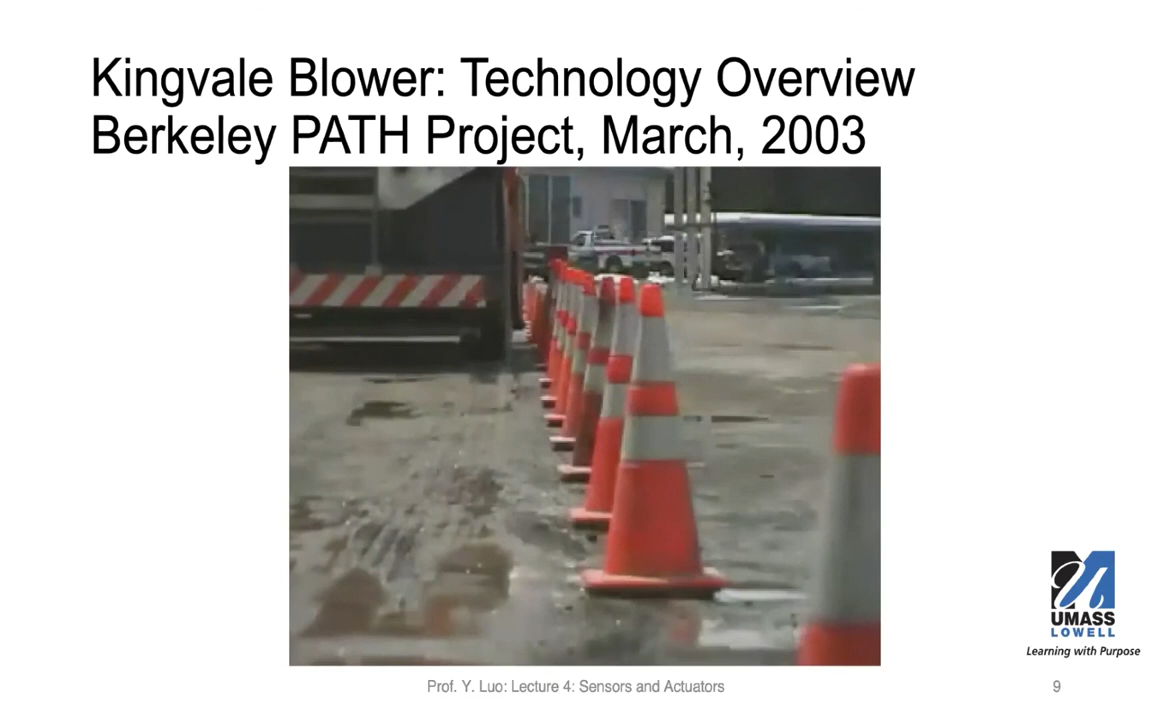 Kingvale Blower: Technology Overview
Berkeley PATH Project, March, 2003
UMASS
LOWELL
Learning with Purpose
Prof. Y. Luo: Lecture 4: Sensors and Actuators
9